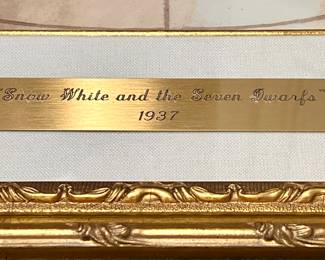 "Snow White and the Seven Dwarfs"
1937